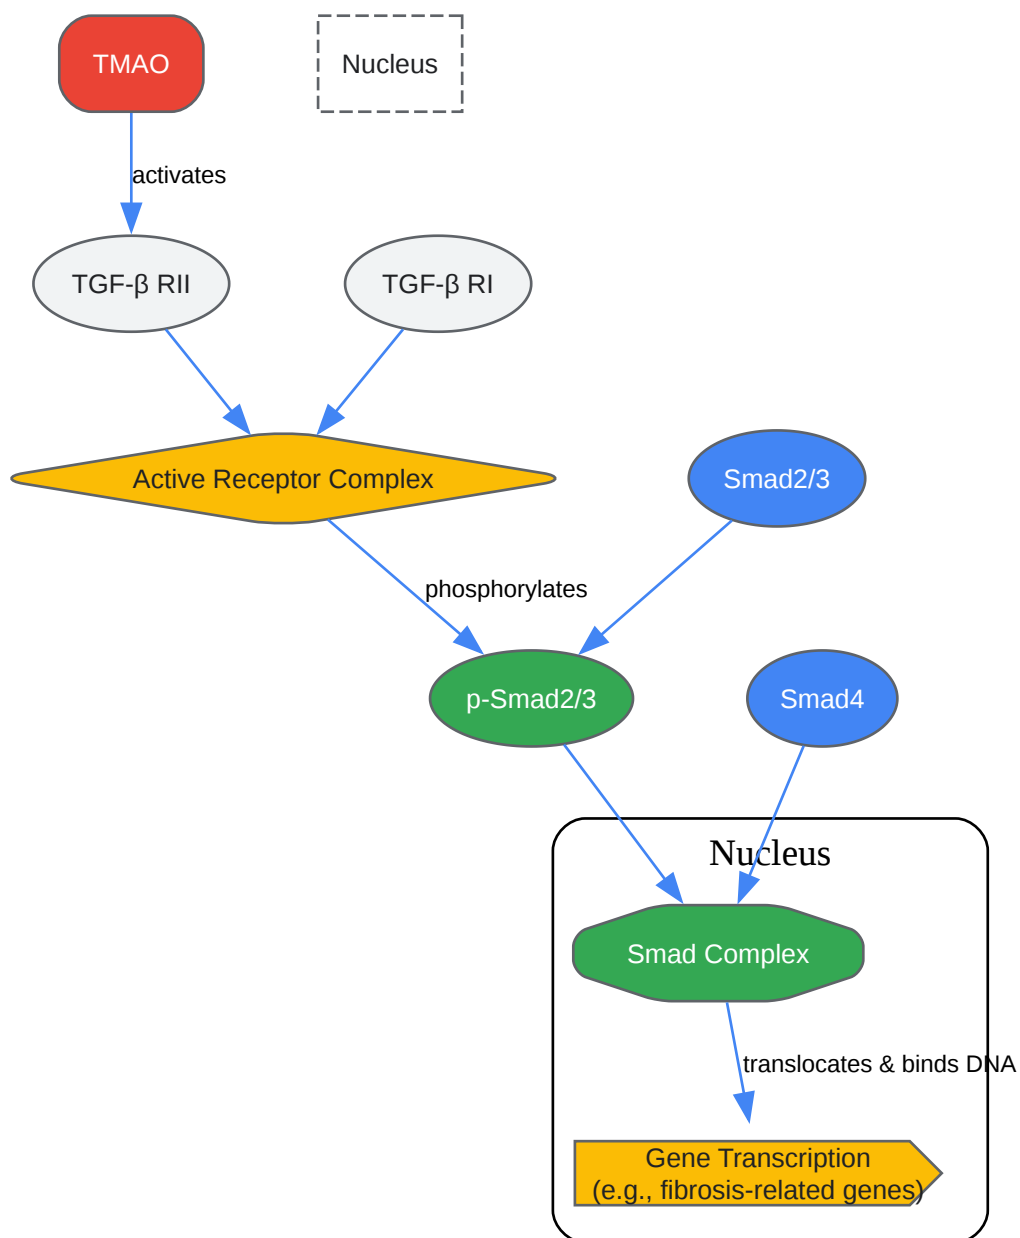 TMAO
Nucleus
activates
TGF-β RII
TGF-β RI
Active Receptor Complex
Smad2/3
phosphorylates
p-Smad2/3
Smad4
Nucleus
Smad Complex
translocates & binds DNA
Gene Transcription
(e.g., fibrosis-related genes)